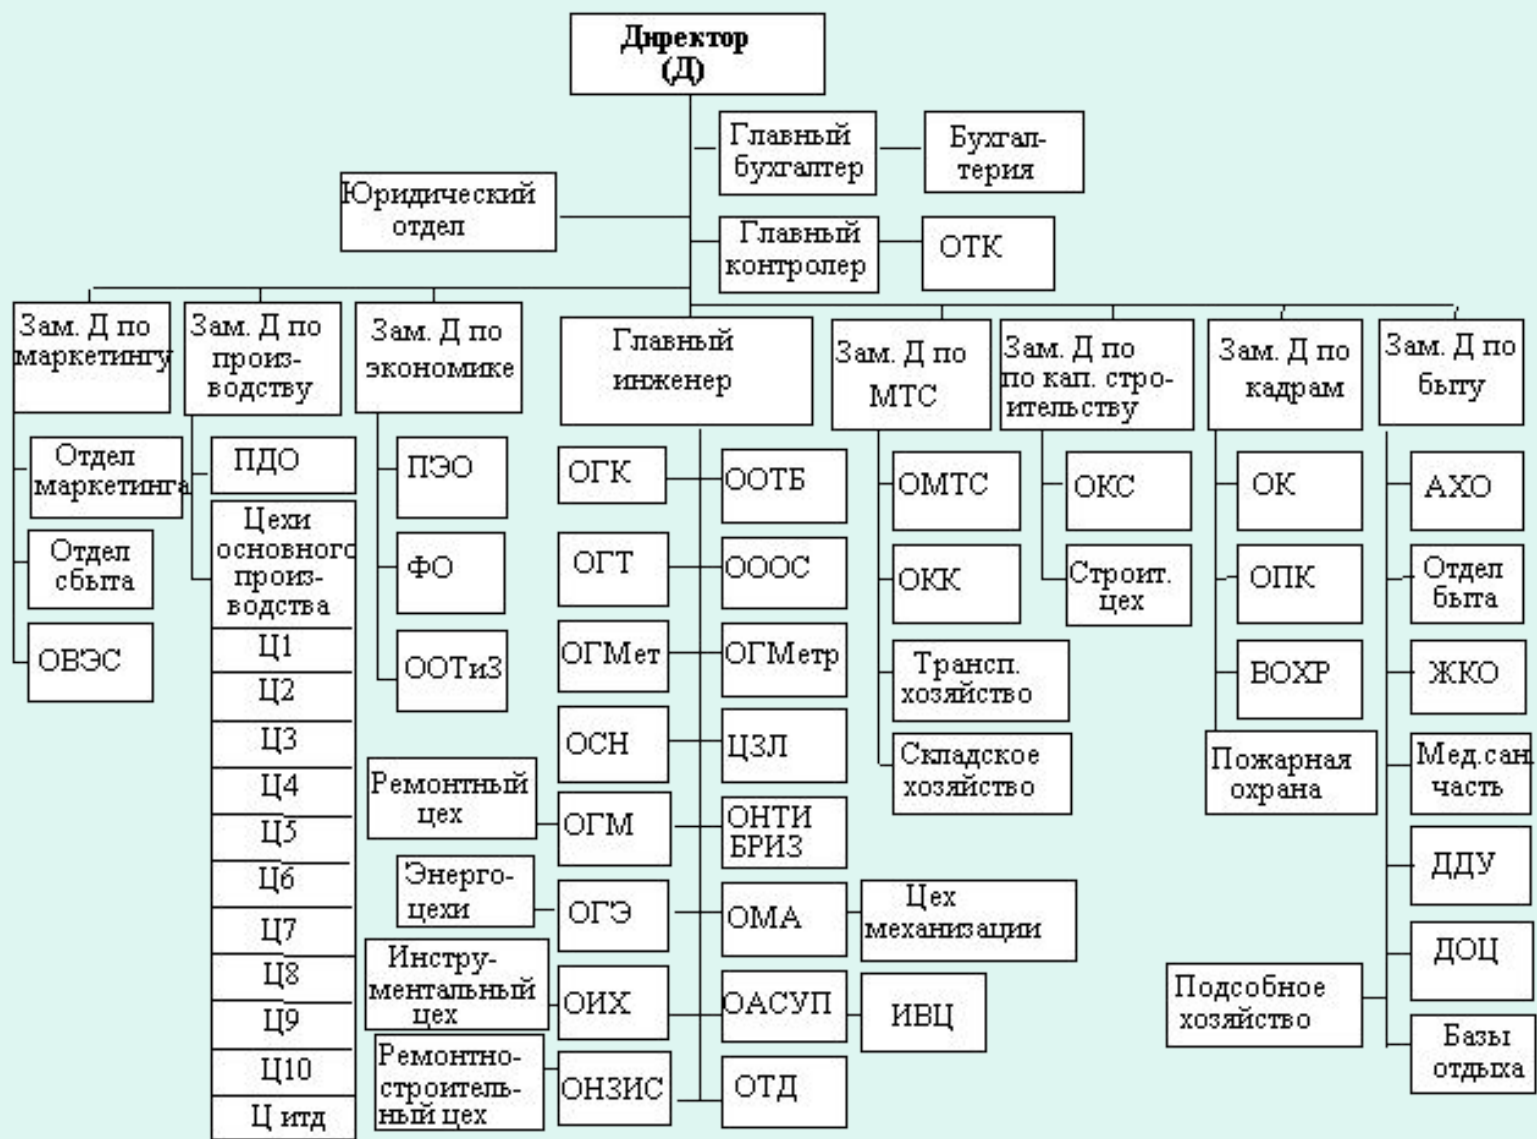 Директор
(Д)
Главный
бухгалтер
Бухгал-
терия
Юридический
отдел
Главный
контролер
ОТК
Зам. Д по
маркетингу
Зам. Д по
произ-
водству
Зам. Д по
экономике
Главный
инженер
Зам. Д по
МТС
Зам. Д по
по кап. стро-
ительству
Зам. Д по
кадрам
Зам. Д по
быту
Отдел
маркетинга
Отдел
сбыта
ОВЭС
ПДО
Цехи
основного
произ-
водства
Ц1
Ц2
Ц3
Ц4
Ц5
Ц6
Ц7
Ц8
Ц9
Ц10
Ц итд
ПЭО
ФО
ООТиЗ
ОГК
ООТБ
ОГТ
ОООС
ОГМет
ОГМетр
ОСН
ЦЗЛ
Ремонтный
цех
ОГМ
ОНТИ
БРИЗ
Энерго-
цехи
ОГЭ
ОМА
Цех
механизации
Инстру-
ментальный
цех
ОИХ
ОАСУП
ИВЦ
Ремонтно-
строитель-
ный цех
ОНЗИС
ОТД
ОМТС
ОКК
Трансп.
хозяйство
Складское
хозяйство
ОКС
Строит.
цех
ОК
ОПК
ВОХР
Пожарная
охрана
АХО
Отдел
быта
ЖКО
Мед.сан.
часть
ДДУ
ДОЦ
Подсобное
хозяйство
Базы
отдыха